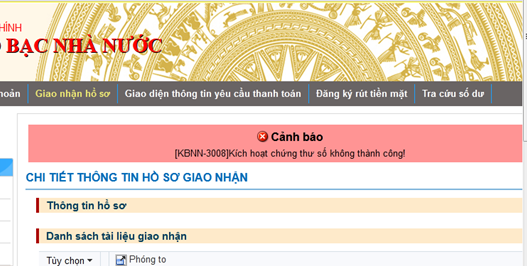 HÍNH
BẠC NHÀ NƯỚC
hoản Giao nhận hồ sơ Giao diện thông tin yêu cầu thanh toán Đăng ký rút tiền mặt Tra cứu số dư
Cảnh báo
[KBNN-3008]Kích hoạt chứng thư số không thành công!
CHI TIẾT THÔNG TIN HỒ SƠ GIAO NHẬN
Thông tin hồ sơ
Danh sách tài liệu giao nhận
Tùy chọn Phóng to